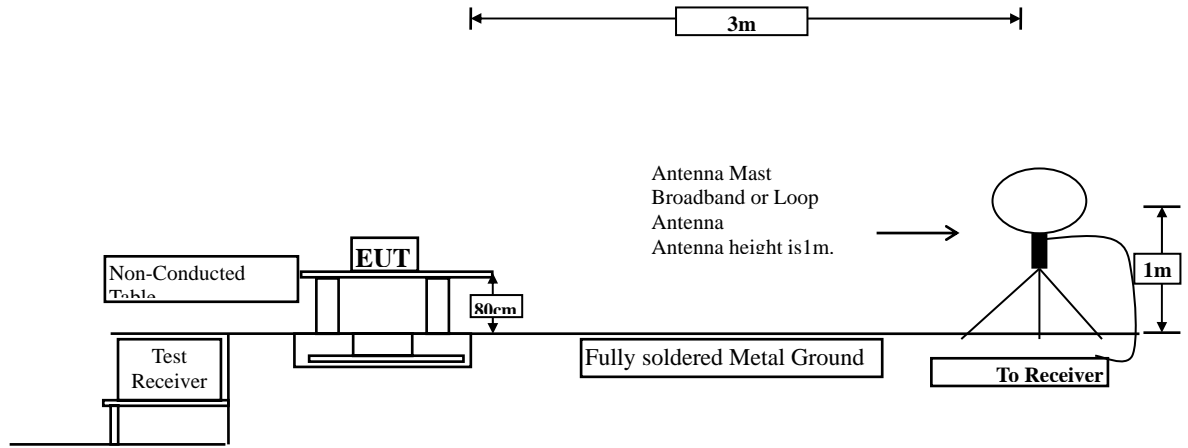 3m
Antenna Mast
Broadband or Loop
Antenna
Antenna height is1m.
EUT
Non-Conducted
Table
80cm
1m
Test
Receiver
Fully soldered Metal Ground
To Receiver